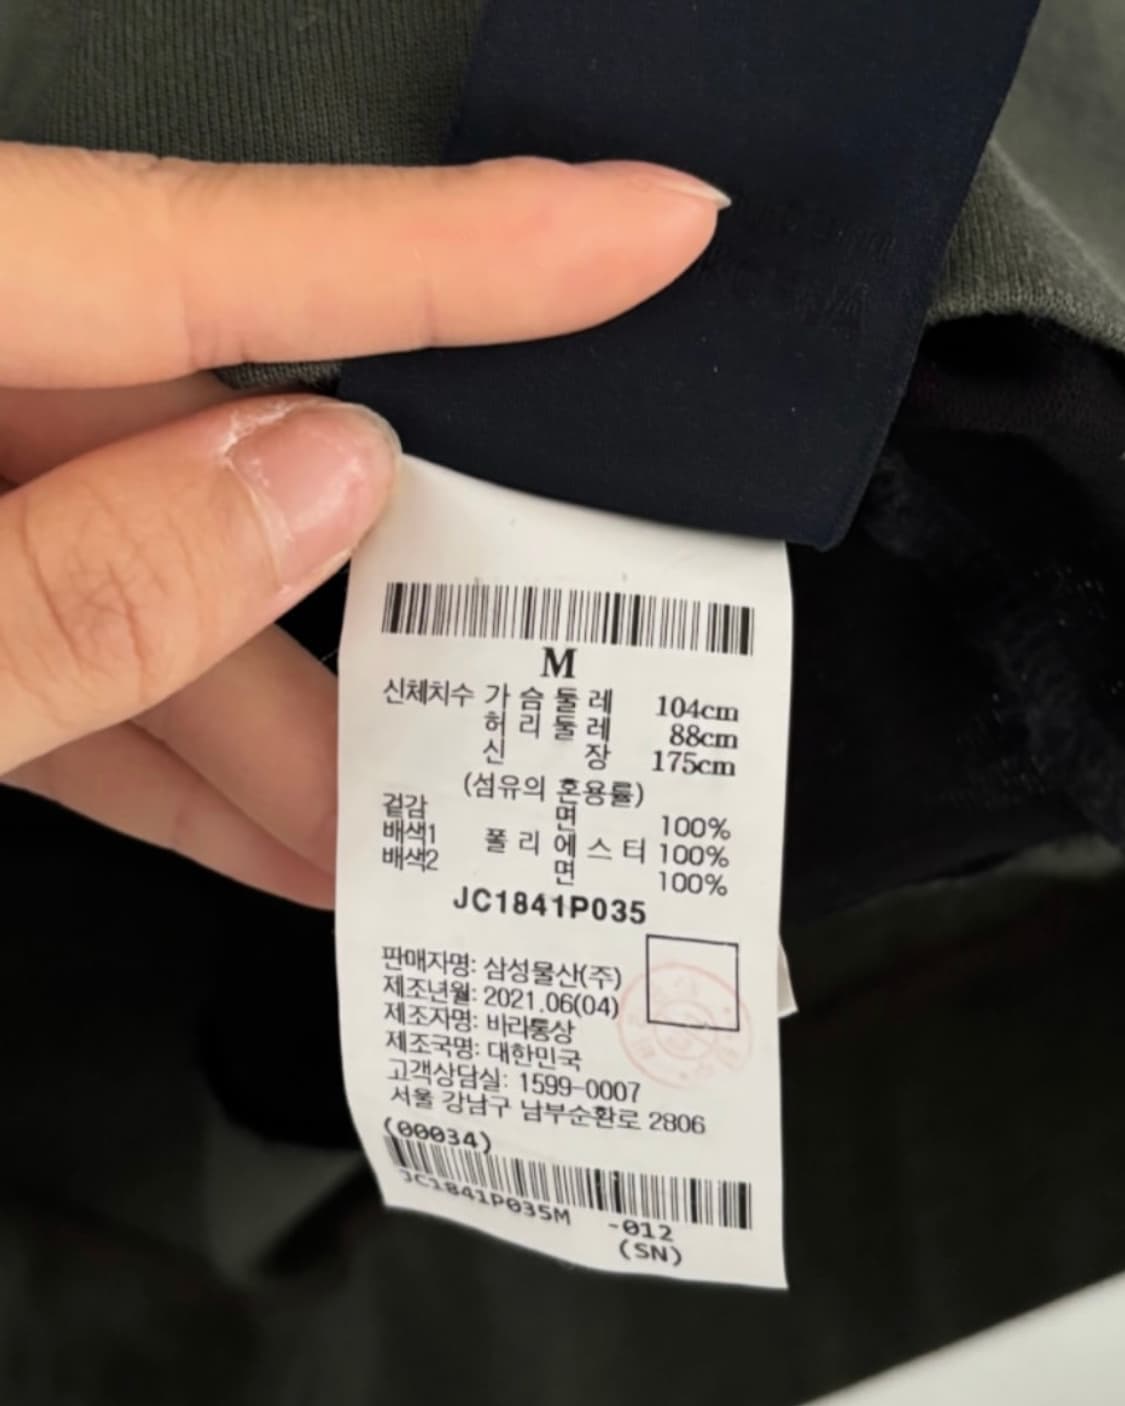 M
신체치수 가 슴 둘 레 104cm
허 리 둘 레 88cm
신 장 175cm
(섬유의 혼용률)
겉감 면 100%
배색1 폴 리 에 스 터 100%
배색2 면 100%
JC1841P035
판매자명: 삼성물산(주)
제조년월: 2021.06(04)
제조자명: 바라통상
제조국명: 대한민국
고객상담실: 1599-0007
서울 강남구 남부순환로 2806
(00034)
JC1841P035M -012
(SN)